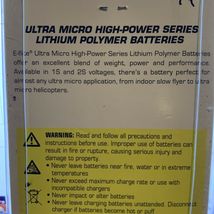 ULTRA MICRO HIGH-POWER SERIES
LITHIUM POLYMER BATTERIES
E-flite® Ultra Micro High-Power Series Lithium Polymer Batteries
offer an excellent blend of weight, power and performance.
Available in 1S and 2S voltages, there's a battery perfect for
almost any ultra micro application, from indoor slow flyer to ultra
micro helicopters.
WARNING: Read and follow all precautions and
instructions before use. Improper use of batteries can
result in fire or rupture, causing serious injury and
damage to property.
• Never leave batteries near fire, water or in extreme
temperatures
• Never exceed maximum charge rate or use with
incompatible chargers
• Never impact or alter batteries
• Never leave charging batteries unattended. Disconnect
charger if batteries become hot or puff